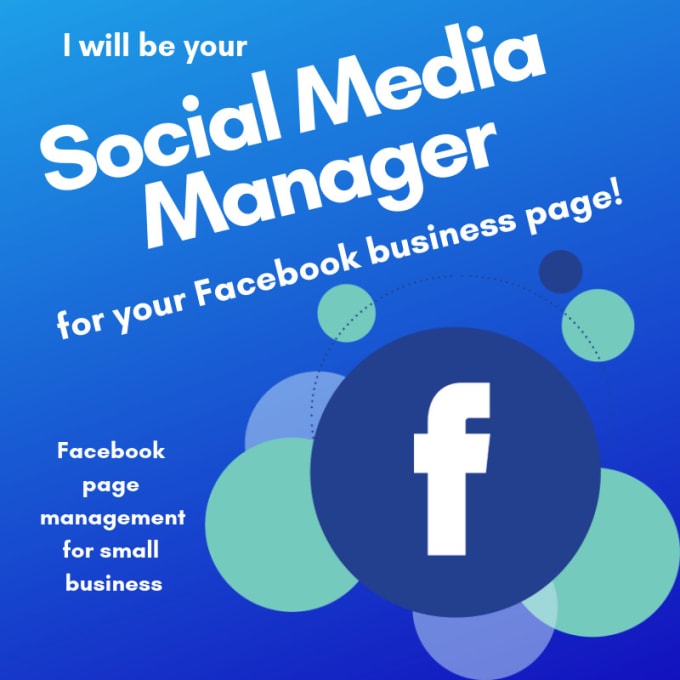 I will be your
Social Media
Manager
for your Facebook business page!
f
Facebook
page
management
for small
business